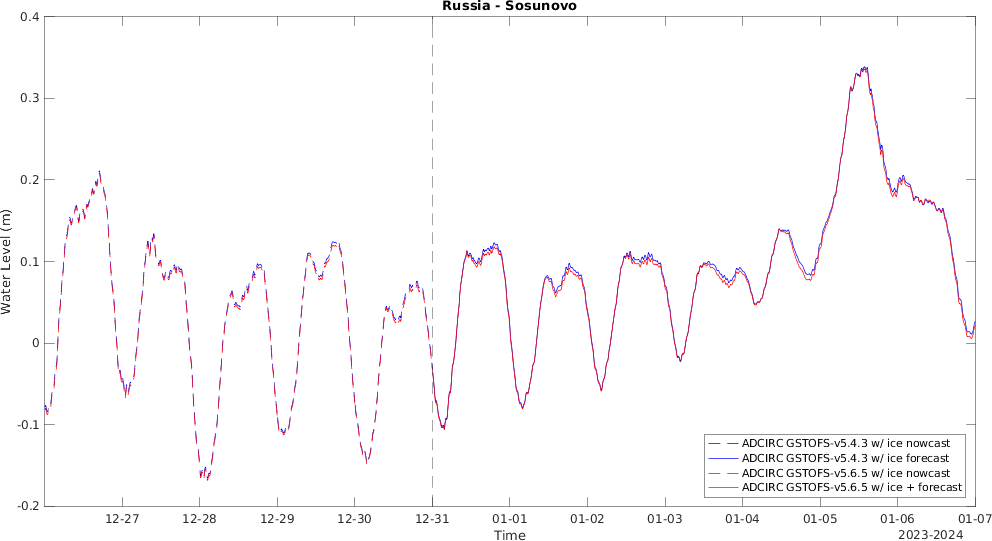 Russia - Sosunovo
0.4
0.3
0.2
0.1
0
-0.1
-0.2
Water Level (m)
ADCIRC GSTOFS-v5.4.3 w/ ice nowcast
ADCIRC GSTOFS-v5.4.3 w/ ice forecast
ADCIRC GSTOFS-v5.6.5 w/ ice nowcast
ADCIRC GSTOFS-v5.6.5 w/ ice + forecast
12-27 12-28 12-29 12-30 12-31 01-01 01-02 01-03 01-04 01-05 01-06 01-07
Time
2023-2024